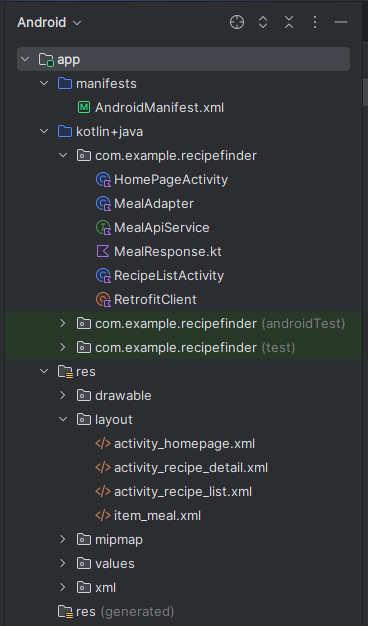 Android
app
manifests
AndroidManifest.xml
kotlin+java
com.example.recipefinder
HomePageActivity
MealAdapter
MealApiService
MealResponse.kt
RecipeListActivity
RetrofitClient
com.example.recipefinder (androidTest)
com.example.recipefinder (test)
res
drawable
layout
activity_homepage.xml
activity_recipe_detail.xml
activity_recipe_list.xml
item_meal.xml
mipmap
values
xml
res (generated)